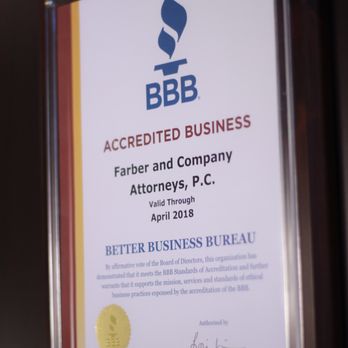 BBB
ACCREDITED BUSINESS
Farber and Company
Attorneys, P.C.
Valid Through
April 2018
BETTER BUSINESS BUREAU
By affirmative vote of the Board of Directors, this organization has
demonstrated that it meets the BBB Standards of Accreditation and further
warrants that it supports the mission, services and standards of ethical
business practices espoused by the accreditation of the BBB.
Authorized by